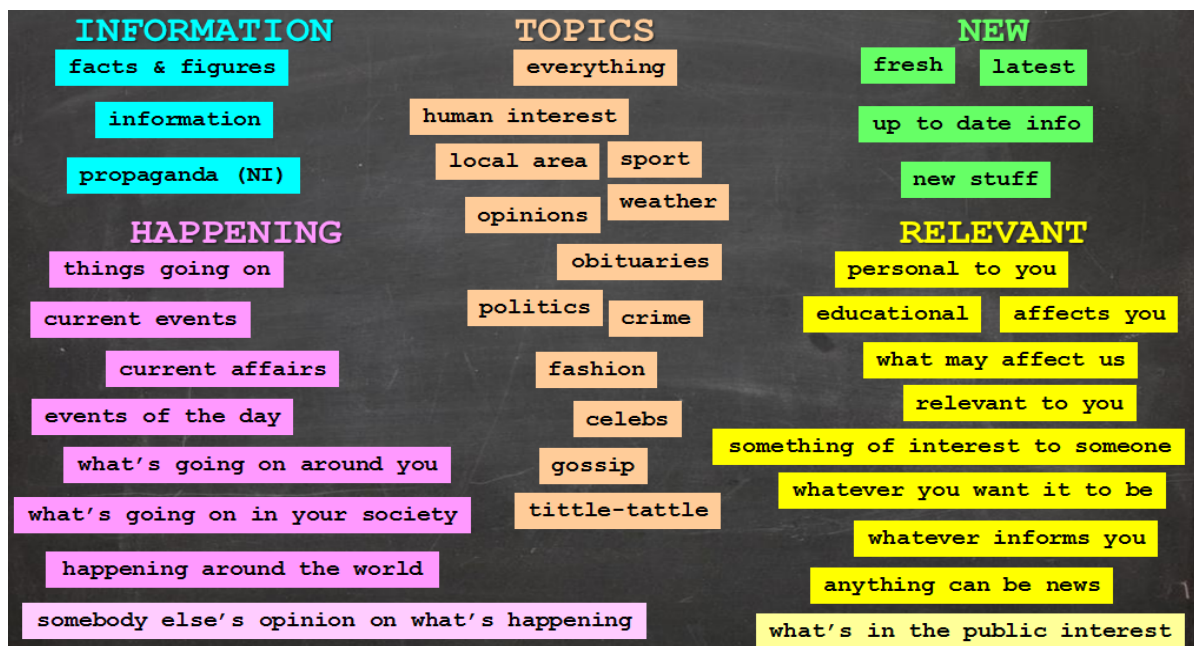 INFORMATION
facts & figures
information
propaganda (NI)
HAPPENING
things going on
current events
current affairs
events of the day
what's going on around you
what's going on in your society
happening around the world
somebody else's opinion on what's happening
TOPICS
everything
human interest
local area
sport
opinions
weather
obituaries
politics
crime
fashion
celebs
gossip
tittle-tattle
NEW
fresh
latest
up to date info
new stuff
RELEVANT
personal to you
educational
affects you
what may affect us
relevant to you
something of interest to someone
whatever you want it to be
whatever informs you
anything can be news
what's in the public interest